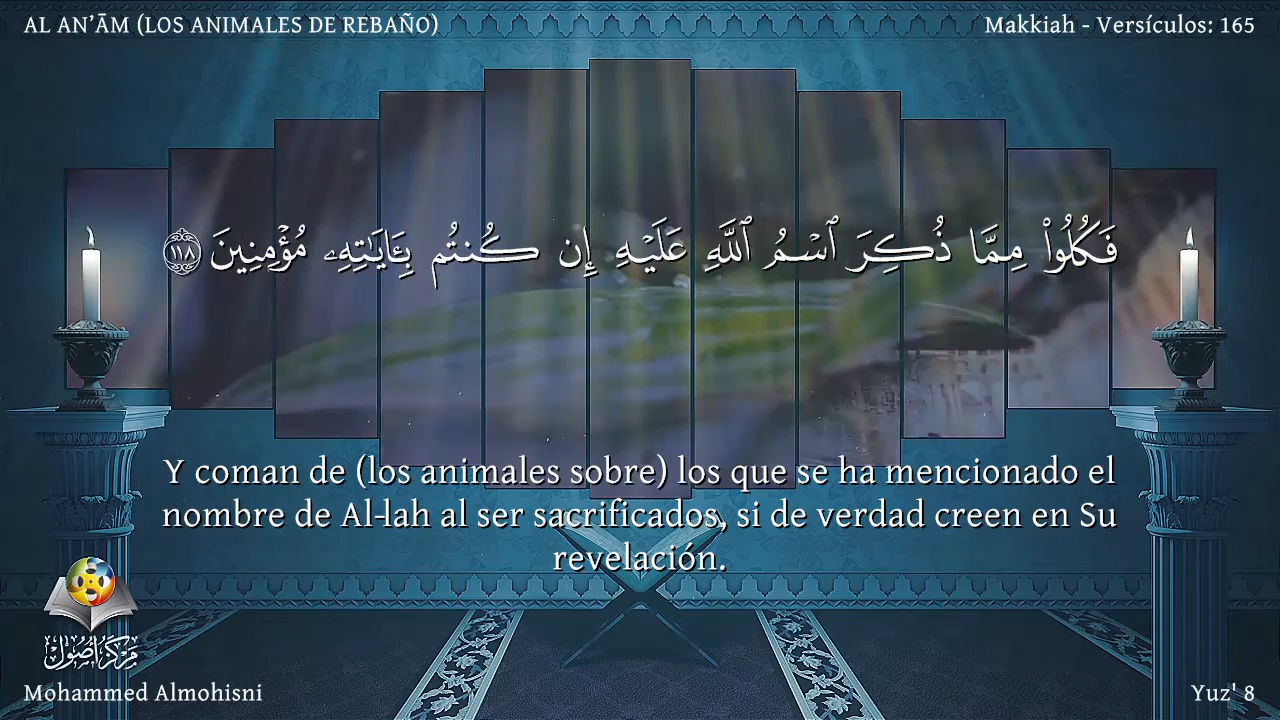 AL AN’ĀM (LOS ANIMALES DE REBAÑO)
Makkiah - Versículos: 165
فَكُلُوا۟ مِمَّا ذُكِرَ ٱسْمُ ٱللَّهِ عَلَيْهِ إِن كُنتُم بِـَٔايَـٰتِهِۦ مُؤْمِنِينَ ١١٨
Y coman de (los animales sobre) los que se ha mencionado el
nombre de Al-lah al ser sacrificados, si de verdad creen en Su
revelación.
مركز أصول
Mohammed Almohisni
Yuz' 8